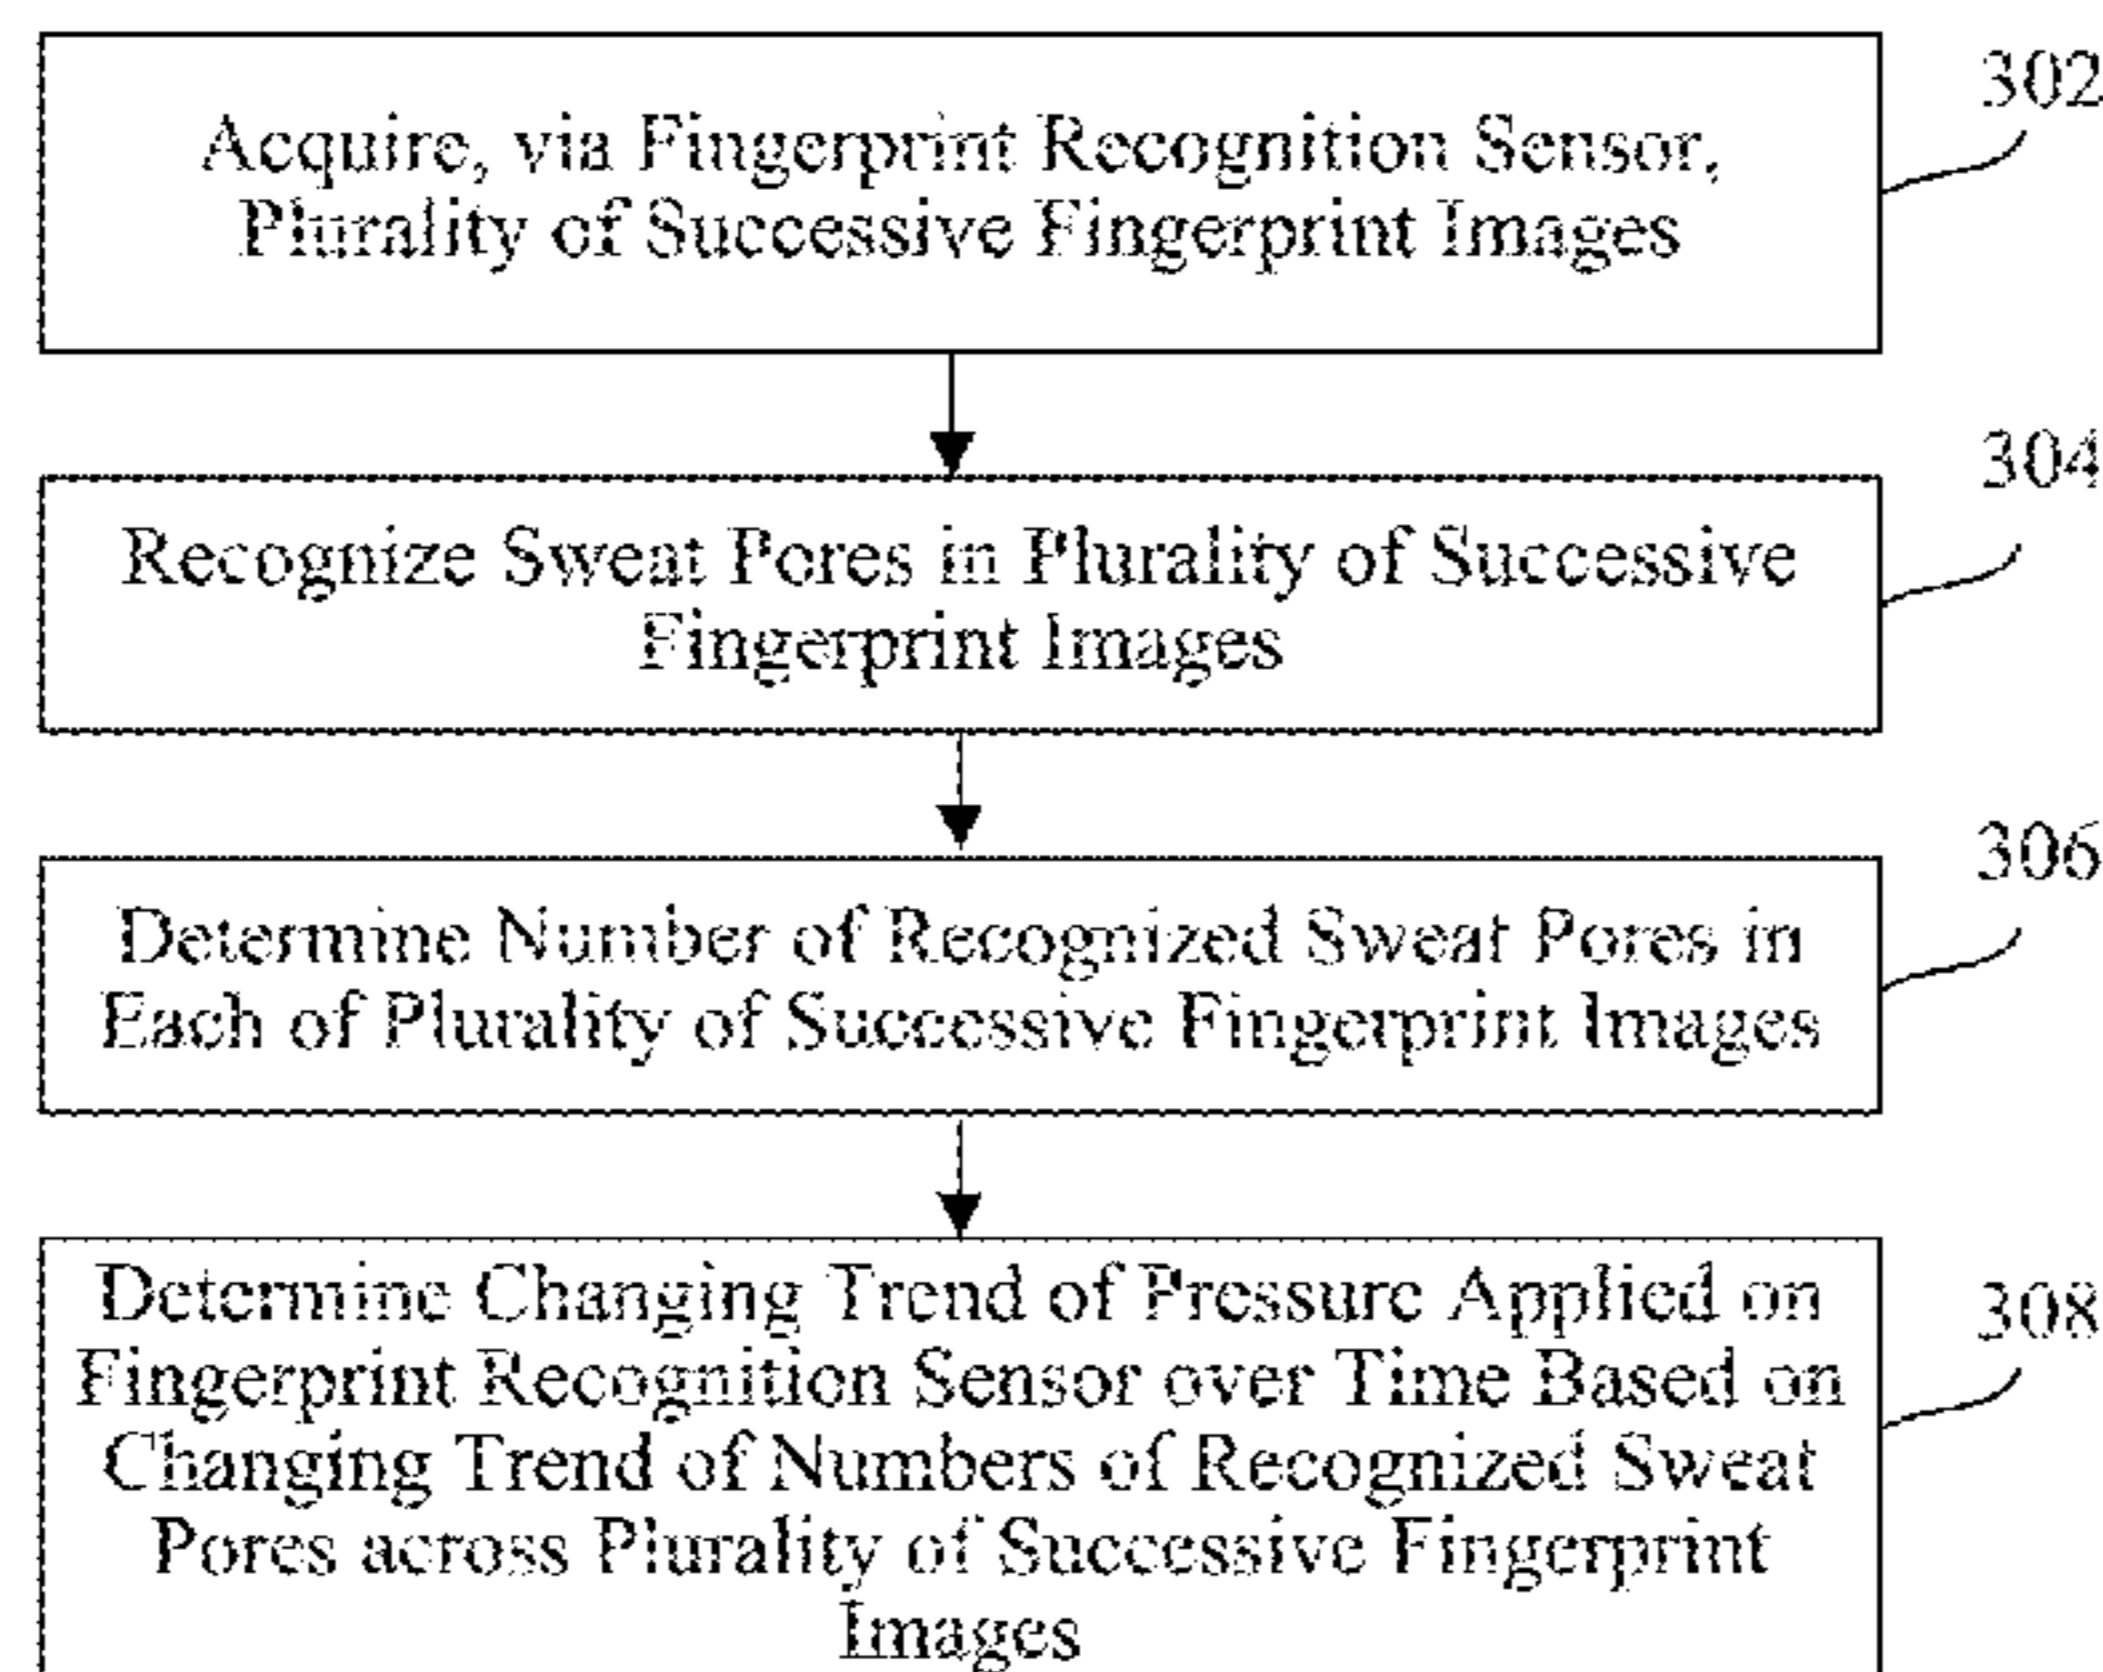 Acquire, via Fingerprint Recognition Sensor,
Plurality of Successive Fingerprint Images
302
Recognize Sweat Pores in Plurality of Successive
Fingerprint Images
304
Determine Number of Recognized Sweat Pores in
Each of Plurality of Successive Fingerprint Images
306
Determine Changing Trend of Pressure Applied on
Fingerprint Recognition Sensor over Time Based on
Changing Trend of Numbers of Recognized Sweat
Pores across Plurality of Successive Fingerprint
Images
308